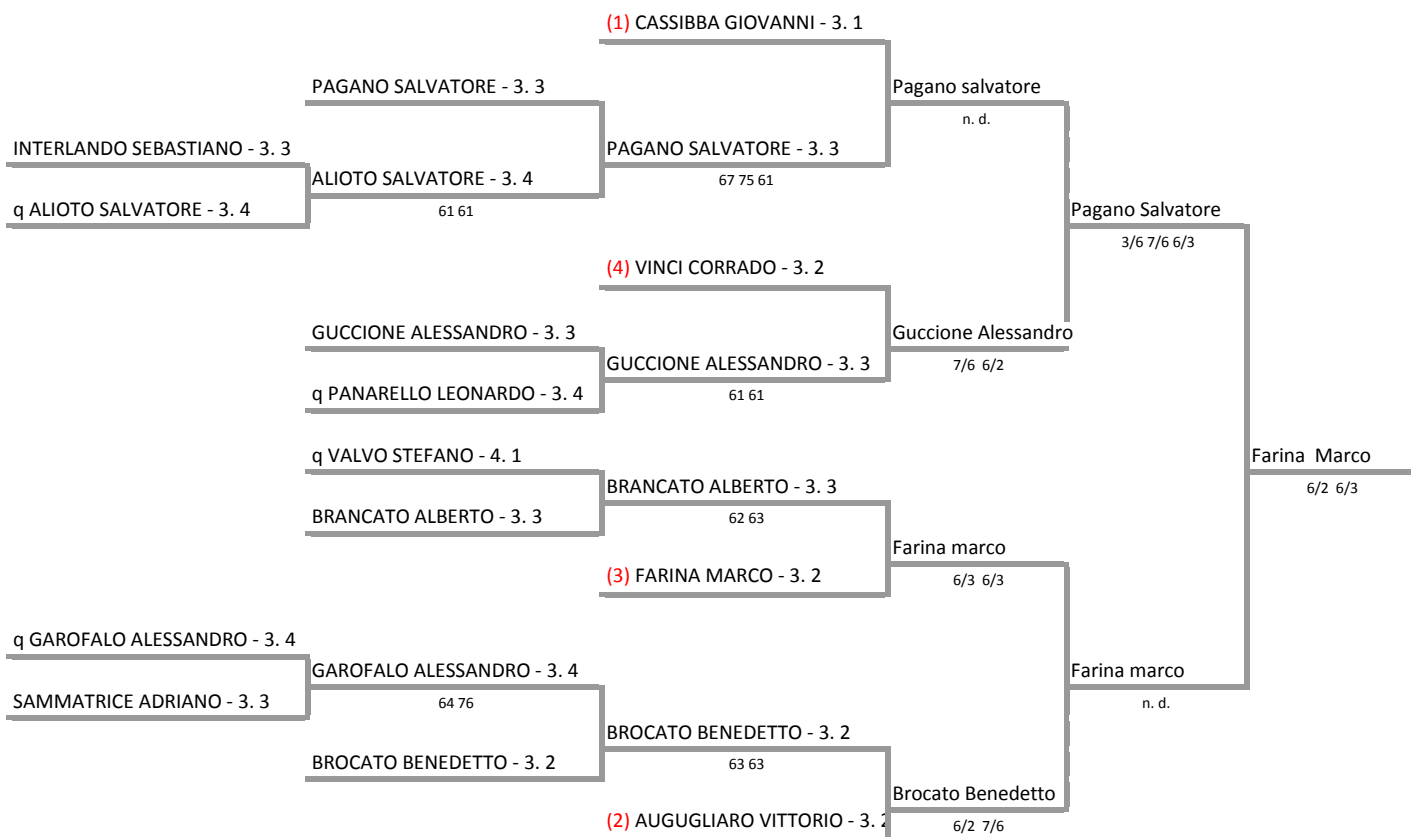 (1) CASSIBBA GIOVANNI - 3. 1
PAGANO SALVATORE - 3. 3
Pagano salvatore
n. d.
INTERLANDO SEBASTIANO - 3. 3
PAGANO SALVATORE - 3. 3
67 75 61
ALIOTO SALVATORE - 3. 4
61 61
q ALIOTO SALVATORE - 3. 4
Pagano Salvatore
3/6 7/6 6/3
(4) VINCI CORRADO - 3. 2
GUCCIONE ALESSANDRO - 3. 3
Guccione Alessandro
7/6 6/2
GUCCIONE ALESSANDRO - 3. 3
61 61
q PANARELLO LEONARDO - 3. 4
q VALVO STEFANO - 4. 1
Farina Marco
6/2 6/3
BRANCATO ALBERTO - 3. 3
62 63
BRANCATO ALBERTO - 3. 3
Farina marco
6/3 6/3
(3) FARINA MARCO - 3. 2
q GAROFALO ALESSANDRO - 3. 4
GAROFALO ALESSANDRO - 3. 4
64 76
Farina marco
n. d.
SAMMATRICE ADRIANO - 3. 3
BROCATO BENEDETTO - 3. 2
63 63
BROCATO BENEDETTO - 3. 2
Brocato Benedetto
6/2 7/6
(2) AUGUGLIARO VITTORIO - 3. 2